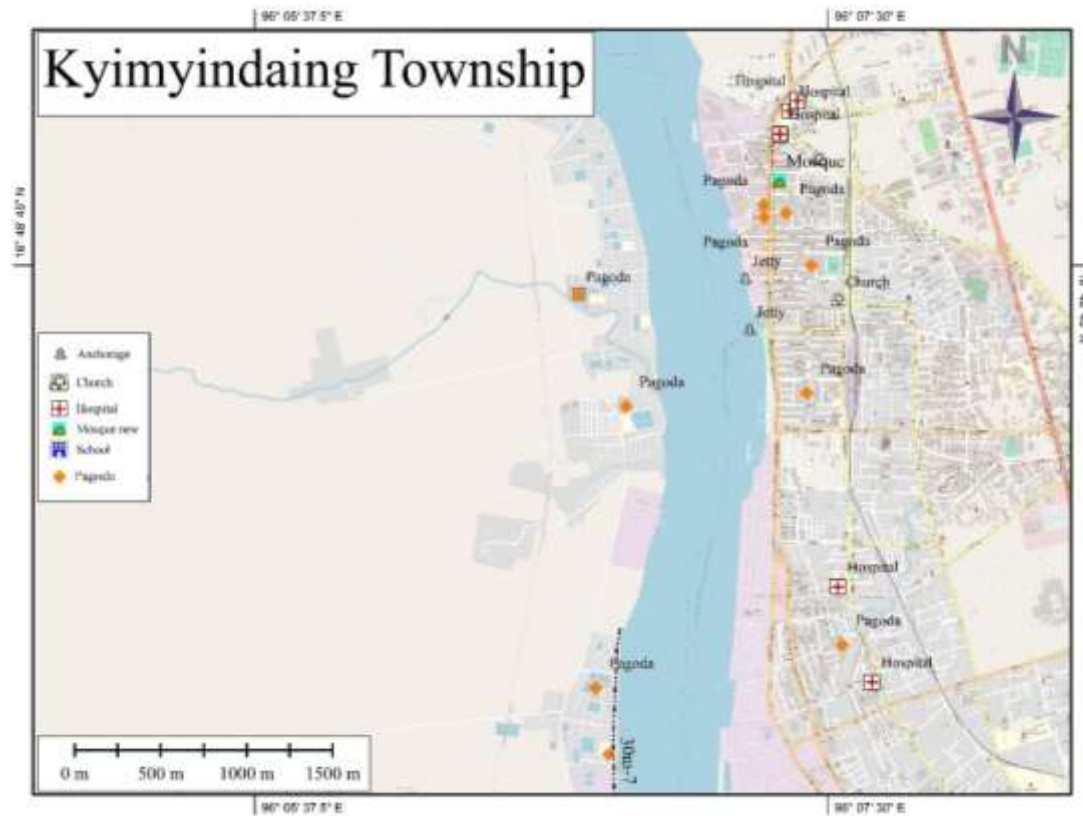 96° 05' 37.5" E
96° 07' 30" E
Kyimyindaing Township
N
Hospital
Hospital
Hospital
Mosque
Pagoda
Pagoda
16° 48' 45" N
Pagoda
Pagoda
Jetty
Pagoda
Church
Jetty
Anchorage
Church
Hospital
Mosque new
School
Pagoda
Pagoda
Pagoda
Hospital
Pagoda
Pagoda
Hospital
0 m
500 m
1000 m
1500 m
96° 05' 37.5" E
96° 07' 30" E